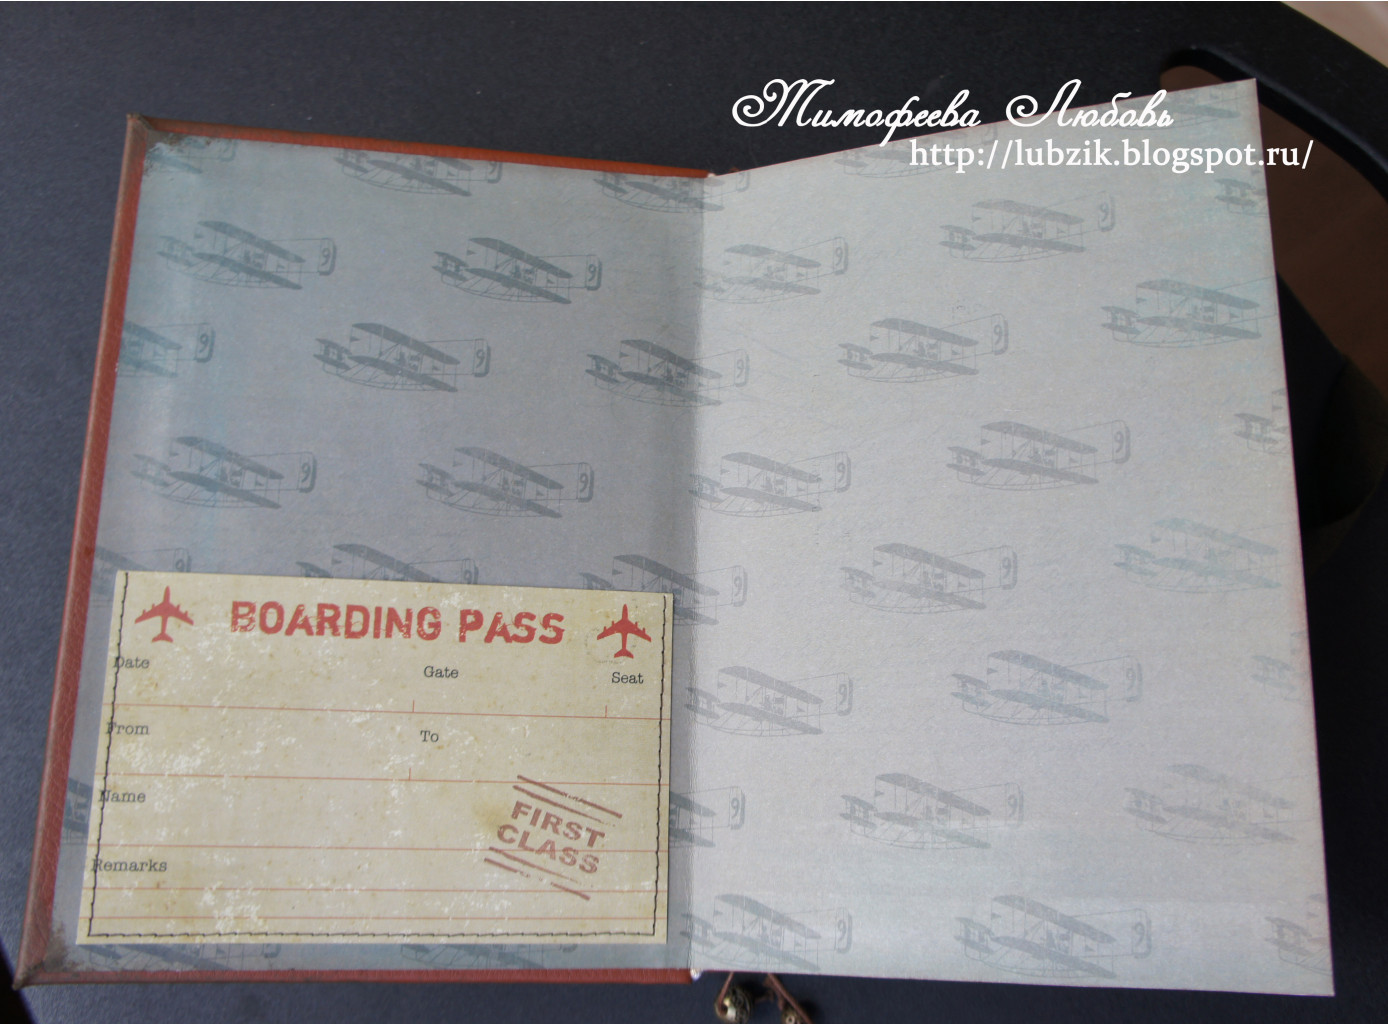 Тимофеева Любовь
http://lubzik.blogspot.ru/
BOARDING PASS
Date Gate Seat
From To
Name
FIRST
CLASS
Remarks